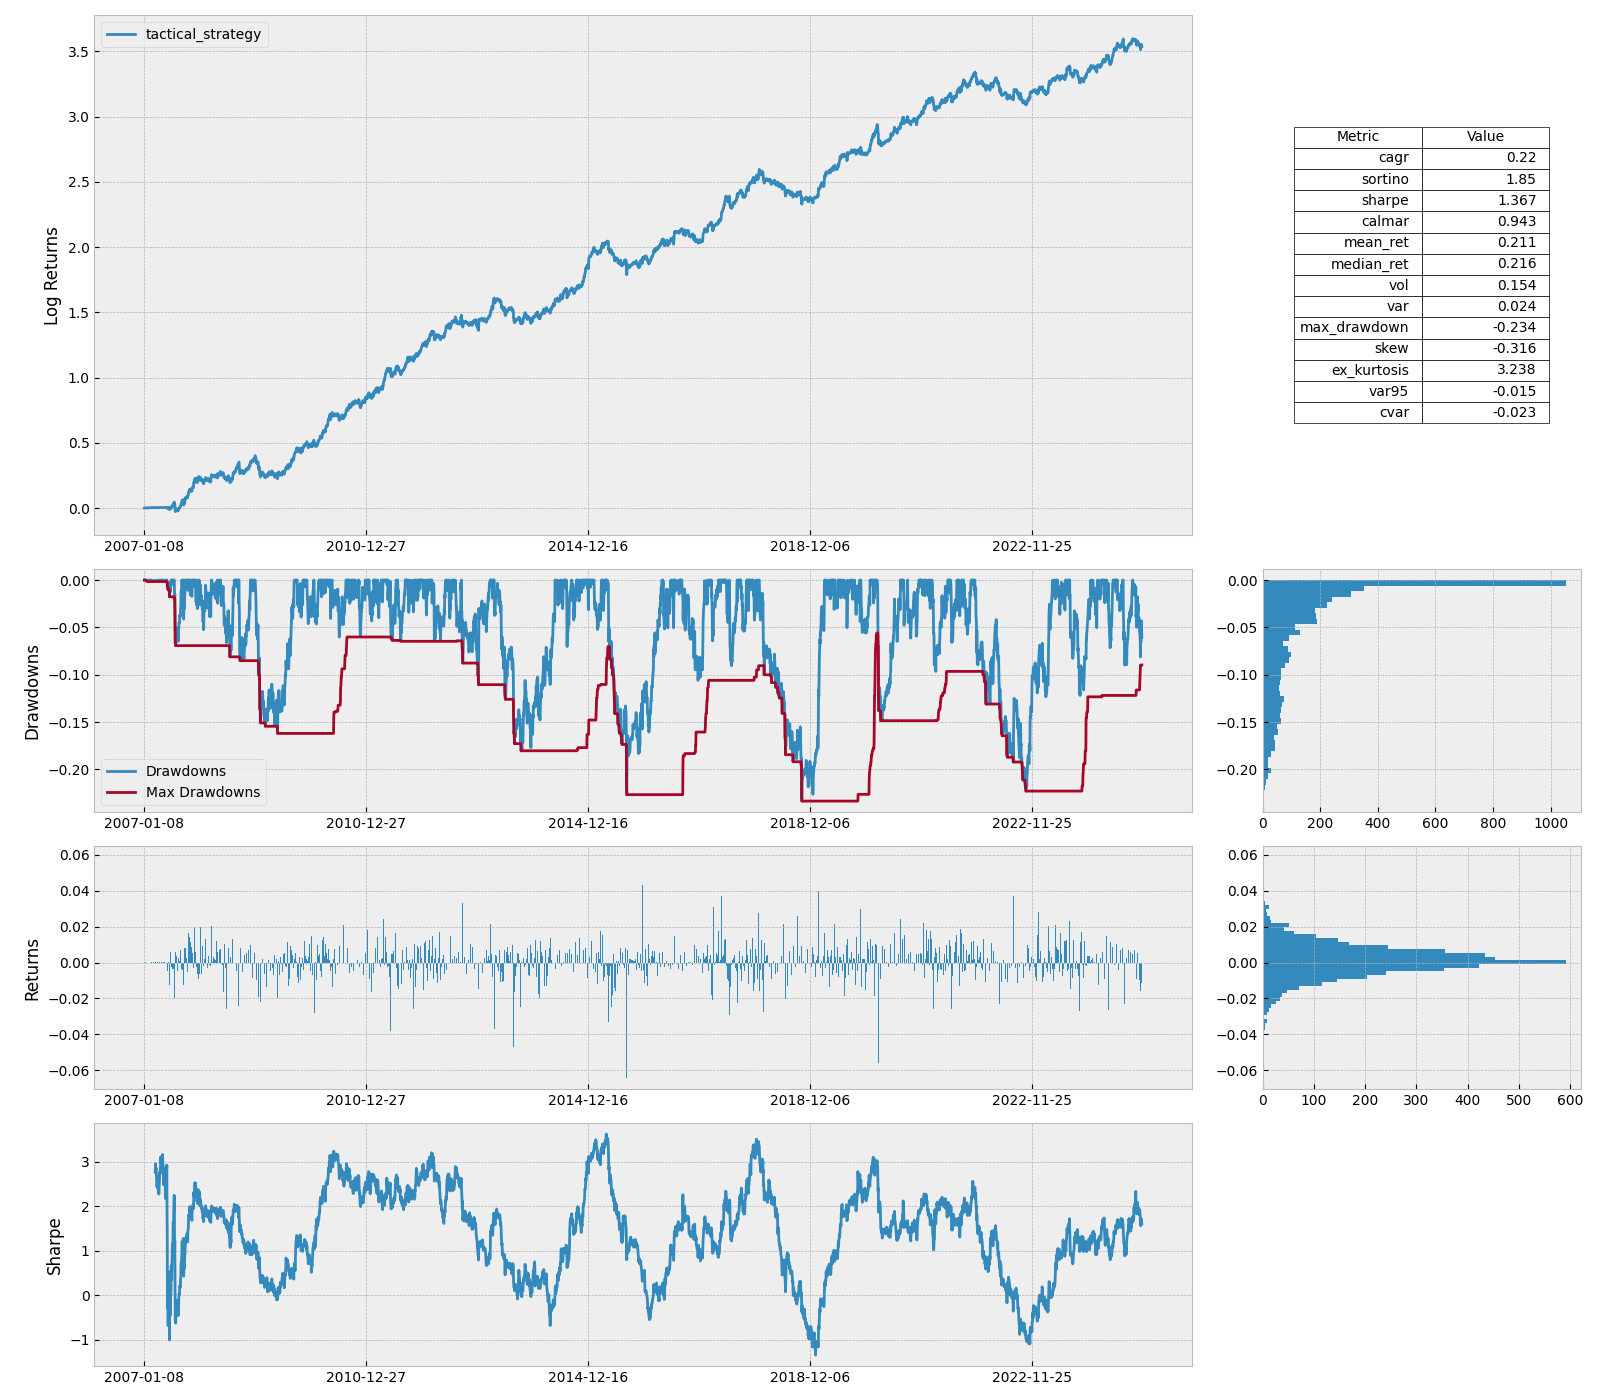 tactical_strategy
Log Returns
3.5
3.0
2.5
2.0
1.5
1.0
0.5
0.0
2007-01-08 2010-12-27 2014-12-16 2018-12-06 2022-11-25
Metric Value
cagr 0.22
sortino 1.85
sharpe 1.367
calmar 0.943
mean_ret 0.211
median_ret 0.216
vol 0.154
var 0.024
max_drawdown -0.234
skew -0.316
ex_kurtosis 3.238
var95 -0.015
cvar -0.023
Drawdowns
0.00
−0.05
−0.10
−0.15
−0.20
Drawdowns
Max Drawdowns
2007-01-08 2010-12-27 2014-12-16 2018-12-06 2022-11-25
0.00
−0.05
−0.10
−0.15
−0.20
0 200 400 600 800 1000
Returns
0.06
0.04
0.02
0.00
−0.02
−0.04
−0.06
2007-01-08 2010-12-27 2014-12-16 2018-12-06 2022-11-25
0.06
0.04
0.02
0.00
−0.02
−0.04
−0.06
0 100 200 300 400 500 600
Sharpe
3
2
1
0
−1
2007-01-08 2010-12-27 2014-12-16 2018-12-06 2022-11-25